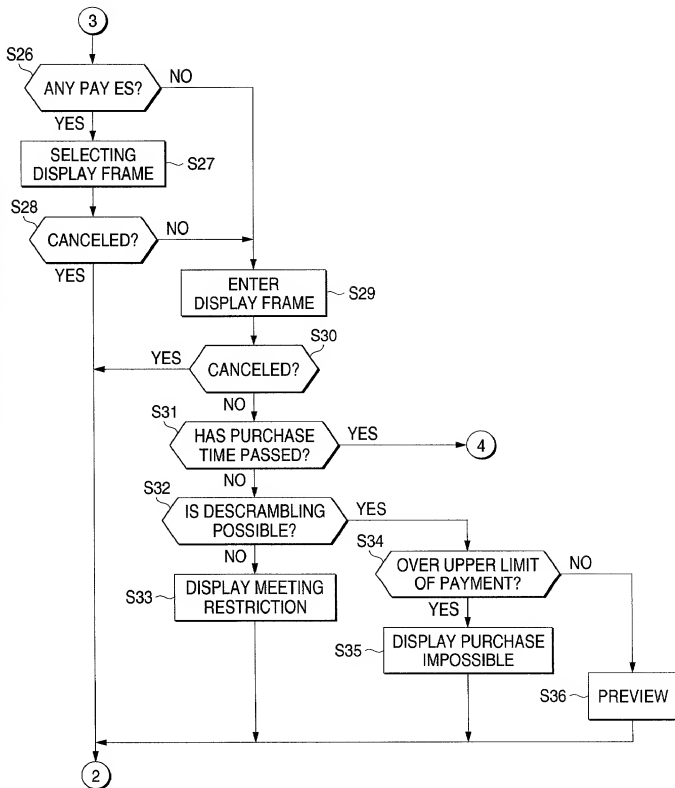 3
S26
ANY PAY ES?
NO
YES
SELECTING
DISPLAY FRAME
S27
S28
CANCELED?
NO
YES
ENTER
DISPLAY FRAME
S29
S30
YES
CANCELED?
NO
S31
HAS PURCHASE
TIME PASSED?
YES
4
NO
S32
IS DESCRAMBLING
POSSIBLE?
YES
NO
S34
OVER UPPER LIMIT
OF PAYMENT?
NO
YES
S33
DISPLAY MEETING
RESTRICTION
S35
DISPLAY PURCHASE
IMPOSSIBLE
S36
PREVIEW
2